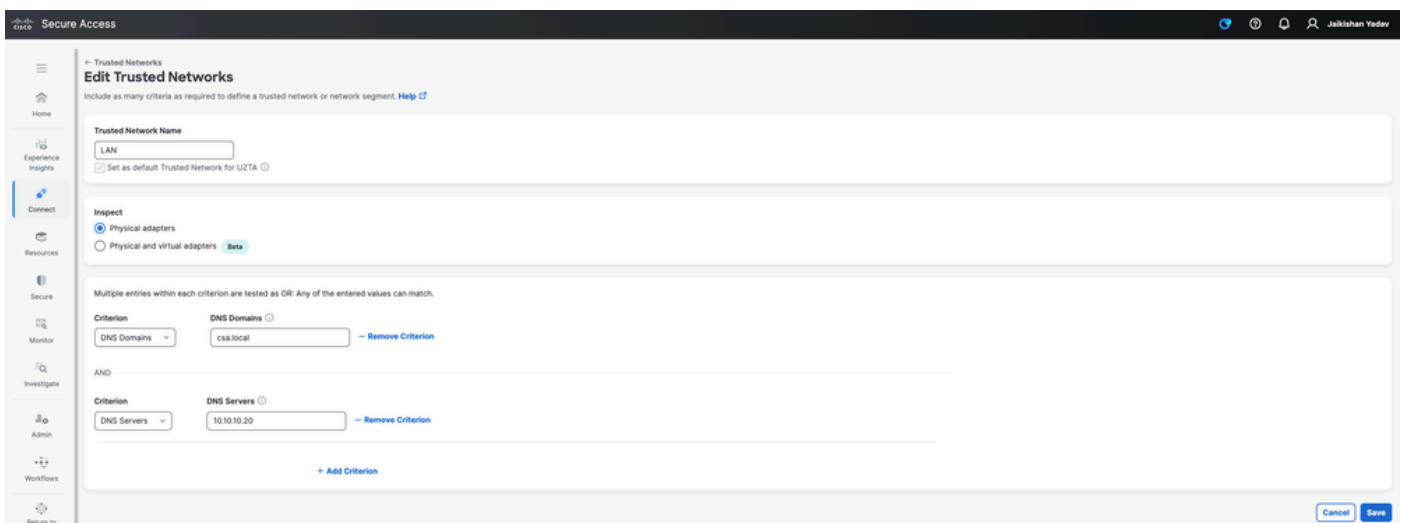 CISCO Secure Access
Jaikishan Yadav
Home
Experience
Insights
Connect
Resources
Secure
Monitor
Investigate
Admin
Workflows
Return to
← Trusted Networks
Edit Trusted Networks
Include as many criteria as required to define a trusted network or network segment. Help
Trusted Network Name
LAN
Set as default Trusted Network for UZTA
Inspect
Physical adapters
Physical and virtual adapters Beta
Multiple entries within each criterion are tested as OR: Any of the entered values can match.
Criterion DNS Domains
DNS Domains csa.local − Remove Criterion
AND
Criterion DNS Servers
DNS Servers 10.10.10.20 − Remove Criterion
+ Add Criterion
Cancel Save